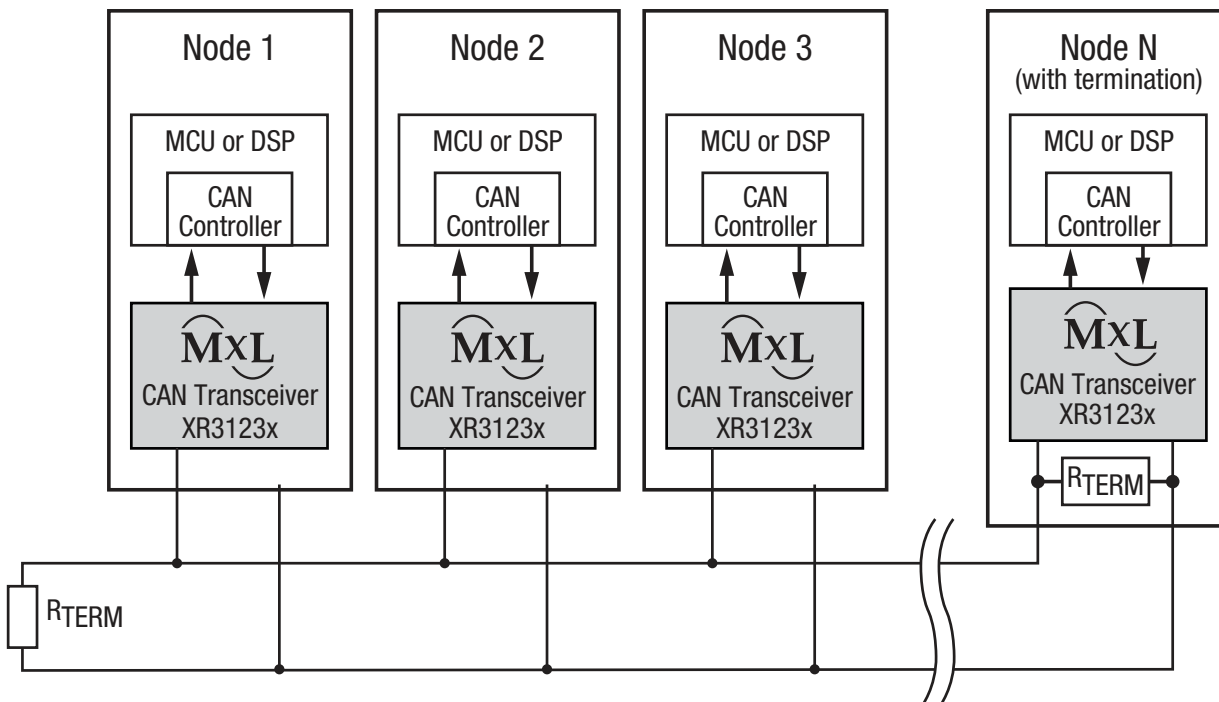 Node 1
MCU or DSP
CAN
Controller
MxL
CAN Transceiver
XR3123x
Node 2
MCU or DSP
CAN
Controller
MxL
CAN Transceiver
XR3123x
Node 3
MCU or DSP
CAN
Controller
MxL
CAN Transceiver
XR3123x
Node N
(with termination)
MCU or DSP
CAN
Controller
MxL
CAN Transceiver
XR3123x
RTERM
RTERM